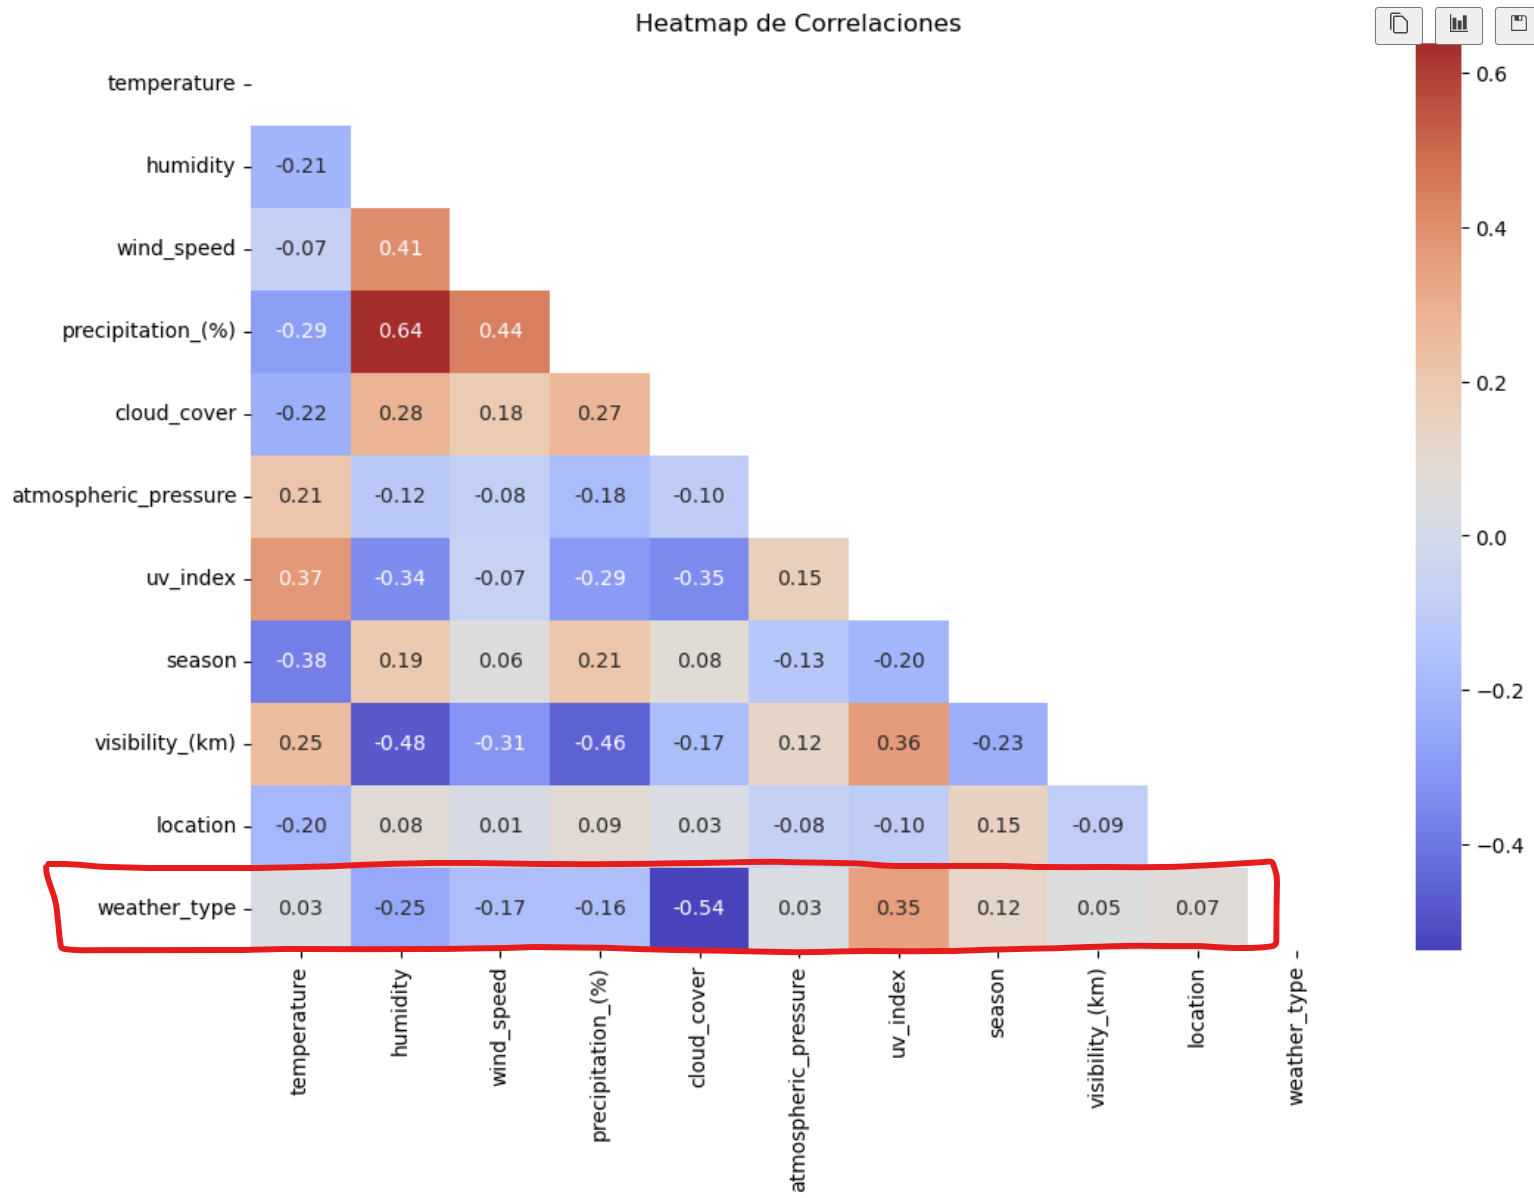 Heatmap de Correlaciones
temperature
humidity -0.21
wind_speed -0.07 0.41
precipitation_(%) -0.29 0.64 0.44
cloud_cover -0.22 0.28 0.18 0.27
atmospheric_pressure 0.21 -0.12 -0.08 -0.18 -0.10
uv_index 0.37 -0.34 -0.07 -0.29 -0.35 0.15
season -0.38 0.19 0.06 0.21 0.08 -0.13 -0.20
visibility_(km) 0.25 -0.48 -0.31 -0.46 -0.17 0.12 0.36 -0.23
location -0.20 0.08 0.01 0.09 0.03 -0.08 -0.10 0.15 -0.09
weather_type 0.03 -0.25 -0.17 -0.16 -0.54 0.03 0.35 0.12 0.05 0.07
temperature
humidity
wind_speed
precipitation_(%)
cloud_cover
atmospheric_pressure
uv_index
season
visibility_(km)
location
weather_type
0.6
0.4
0.2
0.0
−0.2
−0.4